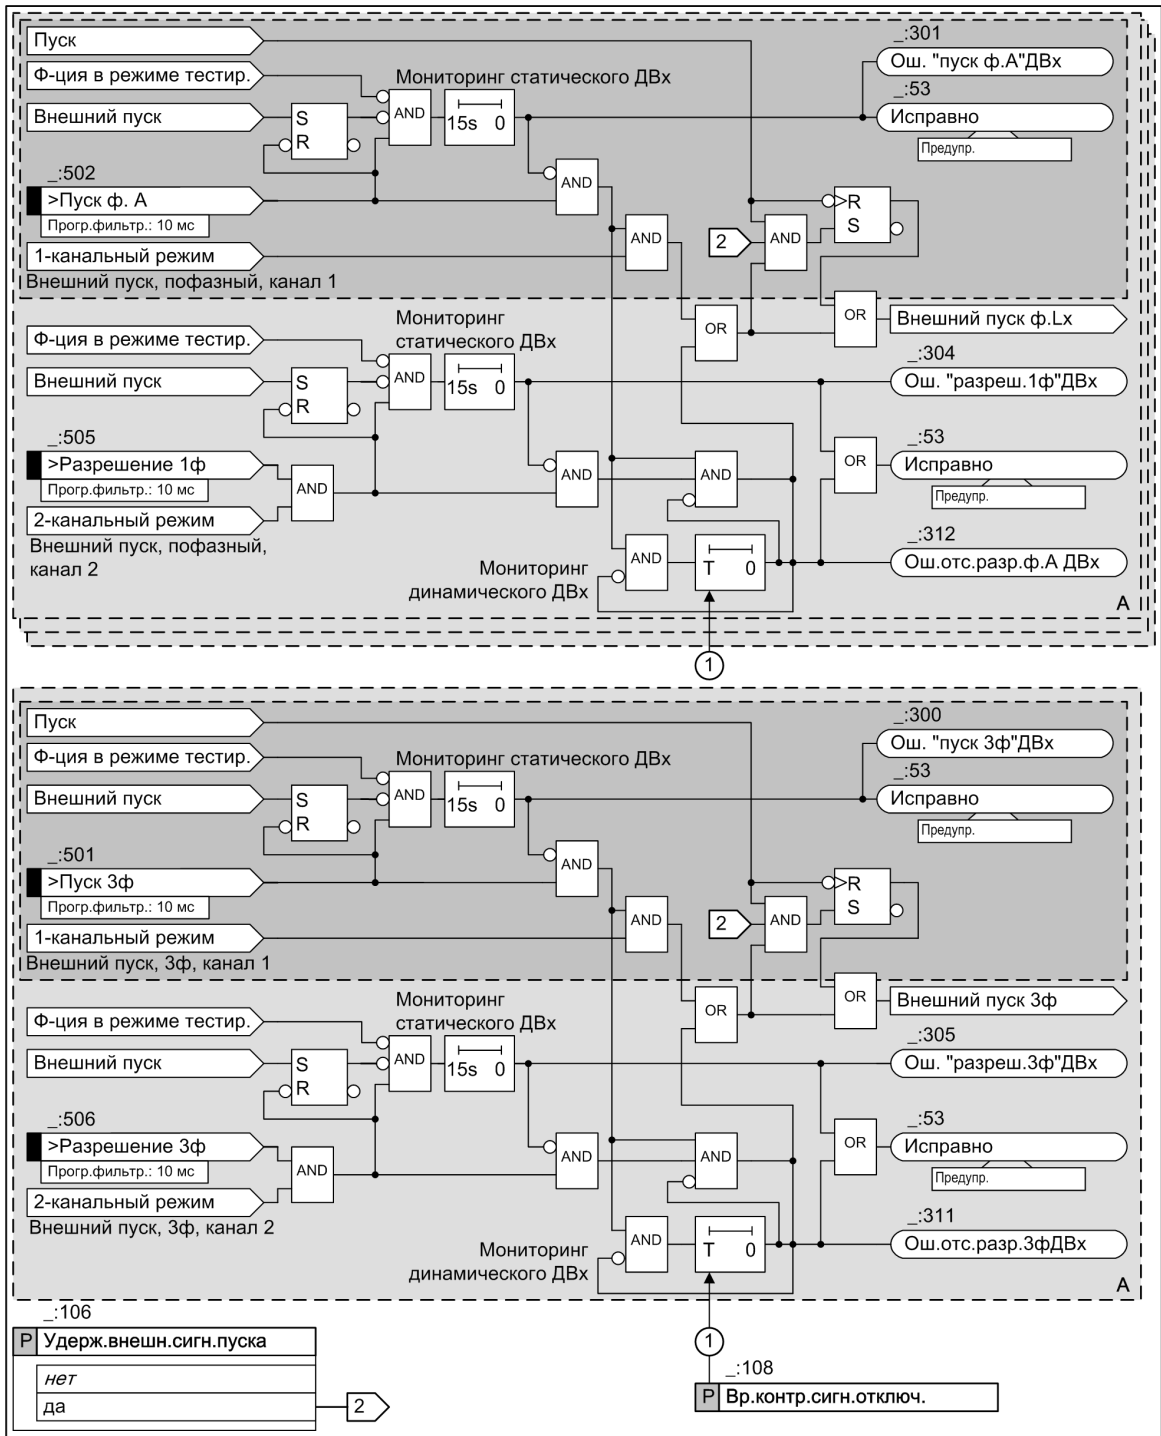 Пуск
_:301
Ош. "пуск ф.А"ДВх
Ф-ция в режиме тестир.
Мониторинг статического ДВх
_:53
Внешний пуск
S
R
AND
15s 0
Исправно
Предупр.
_:502
>Пуск ф. А
Прогр.фильтр.: 10 мс
AND
AND
2
AND
R
S
1-канальный режим
Внешний пуск, пофазный, канал 1
OR
OR
Внешний пуск ф.Lx
Ф-ция в режиме тестир.
Мониторинг
статического ДВх
_:304
Внешний пуск
S
R
AND
15s 0
Ош. "разреш.1ф"ДВх
_:505
>Разрешение 1ф
Прогр.фильтр.: 10 мс
AND
AND
AND
OR
_:53
Исправно
Предупр.
2-канальный режим
Внешний пуск, пофазный,
канал 2
Мониторинг
динамического ДВх
AND
T 0
_:312
Ош.отс.разр.ф.А ДВх
A
1
Пуск
_:300
Ош. "пуск 3ф"ДВх
Ф-ция в режиме тестир.
Мониторинг статического ДВх
_:53
Внешний пуск
S
R
AND
15s 0
Исправно
Предупр.
_:501
>Пуск 3ф
Прогр.фильтр.: 10 мс
AND
AND
2
AND
R
S
1-канальный режим
Внешний пуск, 3ф, канал 1
OR
OR
Внешний пуск 3ф
Ф-ция в режиме тестир.
Мониторинг
статического ДВх
_:305
Внешний пуск
S
R
AND
15s 0
Ош. "разреш.3ф"ДВх
_:506
>Разрешение 3ф
Прогр.фильтр.: 10 мс
AND
AND
AND
OR
_:53
Исправно
Предупр.
2-канальный режим
Внешний пуск, 3ф, канал 2
Мониторинг
динамического ДВх
AND
T 0
_:311
Ош.отс.разр.3фДВх
A
_:106
P Удерж.внешн.сигн.пуска
нет
да
2
1
_:108
P Вр.контр.сигн.отключ.